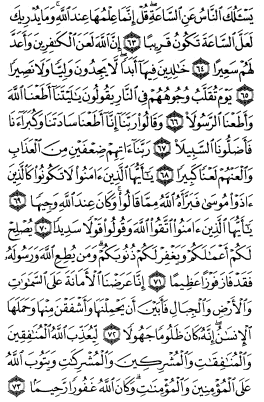 يَسْـَٔلُكَ ٱلنَّاسُ عَنِ ٱلسَّاعَةِ قُلْ إِنَّمَا عِلْمُهَا عِندَ ٱللَّهِ وَمَا يُدْرِيكَ
لَعَلَّ ٱلسَّاعَةَ تَكُونُ قَرِيبًا ٦٣ إِنَّ ٱللَّهَ لَعَنَ ٱلْكَٰفِرِينَ وَأَعَدَّ
لَهُمْ سَعِيرًا ٦٤ خَٰلِدِينَ فِيهَآ أَبَدًا لَّا يَجِدُونَ وَلِيًّا وَلَا نَصِيرًا
٦٥ يَوْمَ تُقَلَّبُ وُجُوهُهُمْ فِى ٱلنَّارِ يَقُولُونَ يَٰلَيْتَنَآ أَطَعْنَا ٱللَّهَ
وَأَطَعْنَا ٱلرَّسُولَا۠ ٦٦ وَقَالُوا۟ رَبَّنَآ إِنَّآ أَطَعْنَا سَادَتَنَا وَكُبَرَآءَنَا
فَأَضَلُّونَا ٱلسَّبِيلَا۠ ٦٧ رَبَّنَآ ءَاتِهِمْ ضِعْفَيْنِ مِنَ ٱلْعَذَابِ
وَٱلْعَنْهُمْ لَعْنًا كَبِيرًا ٦٨ يَٰٓأَيُّهَا ٱلَّذِينَ ءَامَنُوا۟ لَا تَكُونُوا۟ كَٱلَّذِينَ
ءَاذَوْا۟ مُوسَىٰ فَبَرَّأَهُ ٱللَّهُ مِمَّا قَالُوا۟ وَكَانَ عِندَ ٱللَّهِ وَجِيهًا ٦٩
يَٰٓأَيُّهَا ٱلَّذِينَ ءَامَنُوا۟ ٱتَّقُوا۟ ٱللَّهَ وَقُولُوا۟ قَوْلًا سَدِيدًا ٧٠ يُصْلِحْ
لَكُمْ أَعْمَٰلَكُمْ وَيَغْفِرْ لَكُمْ ذُنُوبَكُمْ وَمَن يُطِعِ ٱللَّهَ وَرَسُولَهُۥ
فَقَدْ فَازَ فَوْزًا عَظِيمًا ٧١ إِنَّا عَرَضْنَا ٱلْأَمَانَةَ عَلَى ٱلسَّمَٰوَٰتِ
وَٱلْأَرْضِ وَٱلْجِبَالِ فَأَبَيْنَ أَن يَحْمِلْنَهَا وَأَشْفَقْنَ مِنْهَا وَحَمَلَهَا
ٱلْإِنسَٰنُ إِنَّهُۥ كَانَ ظَلُومًا جَهُولًا ٧٢ لِّيُعَذِّبَ ٱللَّهُ ٱلْمُنَٰفِقِينَ
وَٱلْمُنَٰفِقَٰتِ وَٱلْمُشْرِكِينَ وَٱلْمُشْرِكَٰتِ وَيَتُوبَ ٱللَّهُ
عَلَى ٱلْمُؤْمِنِينَ وَٱلْمُؤْمِنَٰتِ وَكَانَ ٱللَّهُ غَفُورًا رَّحِيمًۢا ٧٣